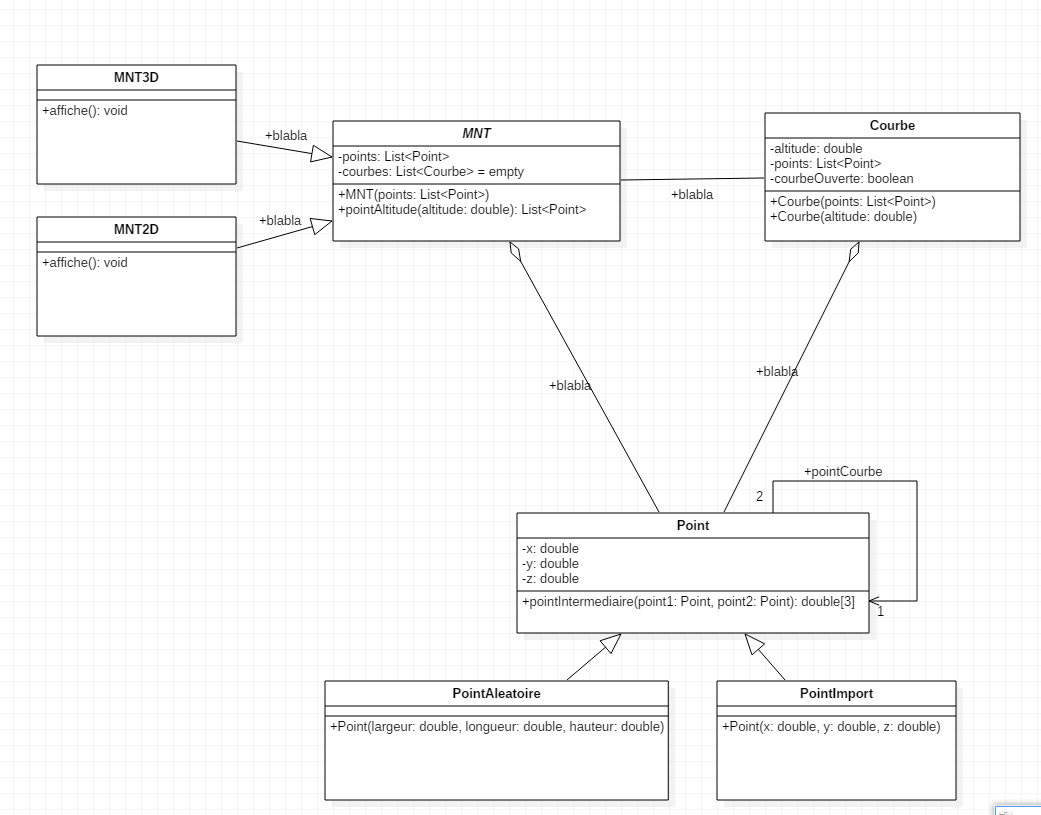 MNT3D
+affiche(): void
+blabla
MNT2D
+affiche(): void
+blabla
MNT
-points: List<Point>
-courbes: List<Courbe> = empty
+MNT(points: List<Point>)
+pointAltitude(altitude: double): List<Point>
+blabla
Courbe
-altitude: double
-points: List<Point>
-courbeOuverte: boolean
+Courbe(points: List<Point>)
+Courbe(altitude: double)
+blabla
+blabla
+pointCourbe
2
1
Point
-x: double
-y: double
-z: double
+pointIntermediaire(point1: Point, point2: Point): double[3]
PointAleatoire
+Point(largeur: double, longueur: double, hauteur: double)
PointImport
+Point(x: double, y: double, z: double)